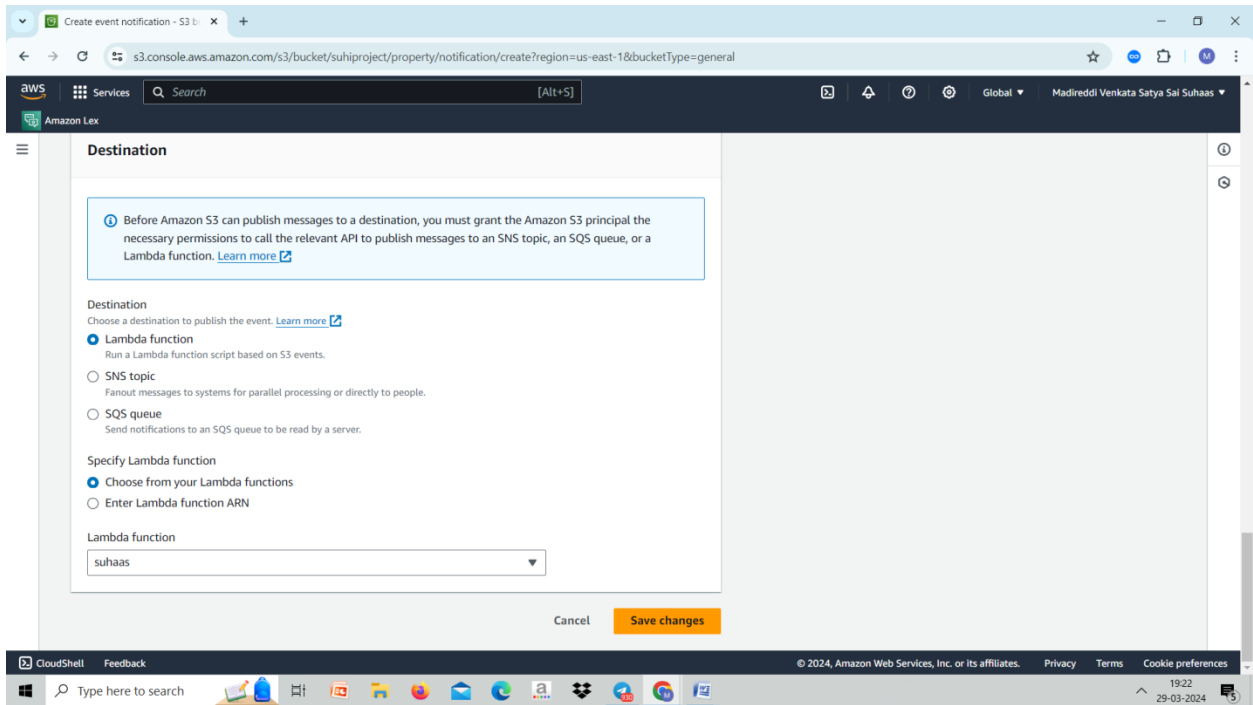 Create event notification - S3 b
s3.console.aws.amazon.com/s3/bucket/suhiproject/property/notification/create?region=us-east-1&bucketType=general
M
aws
Services
Search
[Alt+S]
Global
Madireddi Venkata Satya Sai Suhaas
Amazon Lex
Destination
Before Amazon S3 can publish messages to a destination, you must grant the Amazon S3 principal the
necessary permissions to call the relevant API to publish messages to an SNS topic, an SQS queue, or a
Lambda function. Learn more
Destination
Choose a destination to publish the event. Learn more
Lambda function
Run a Lambda function script based on S3 events.
SNS topic
Fanout messages to systems for parallel processing or directly to people.
SQS queue
Send notifications to an SQS queue to be read by a server.
Specify Lambda function
Choose from your Lambda functions
Enter Lambda function ARN
Lambda function
suhaas
Cancel
Save changes
CloudShell
Feedback
© 2024, Amazon Web Services, Inc. or its affiliates.
Privacy
Terms
Cookie preferences
Type here to search
19:22
29-03-2024
5